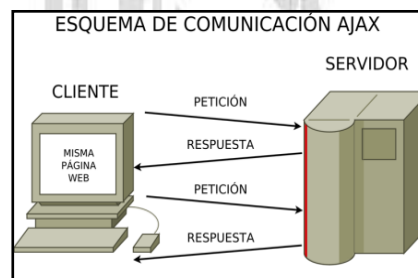 ESQUEMA DE COMUNICACIÓN AJAX
SERVIDOR
CLIENTE
PETICIÓN
RESPUESTA
MISMA
PÁGINA
WEB
PETICIÓN
RESPUESTA